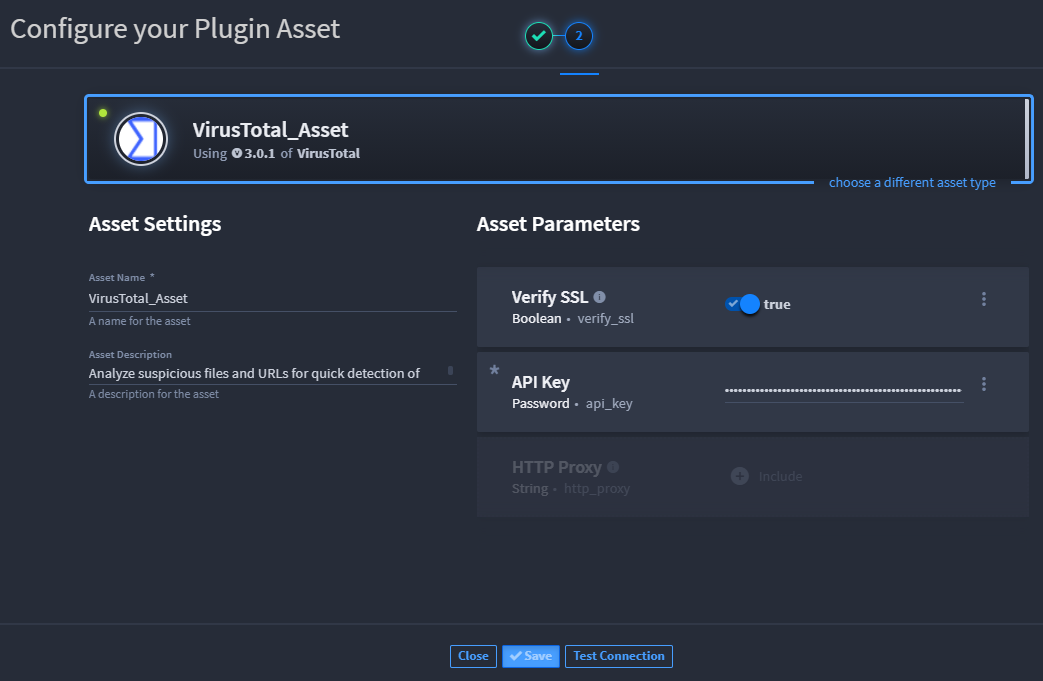 Configure your Plugin Asset
2
VirusTotal_Asset
Using 3.0.1 of VirusTotal
choose a different asset type
Asset Settings
Asset Name *
VirusTotal_Asset
A name for the asset
Asset Description
Analyze suspicious files and URLs for quick detection of
A description for the asset
Asset Parameters
Verify SSL
Boolean • verify_ssl
true
* API Key
Password • api_key
••••••••••••••••••••••••••••••••••••••••••••••••
HTTP Proxy
String • http_proxy
Include
Close
Save
Test Connection